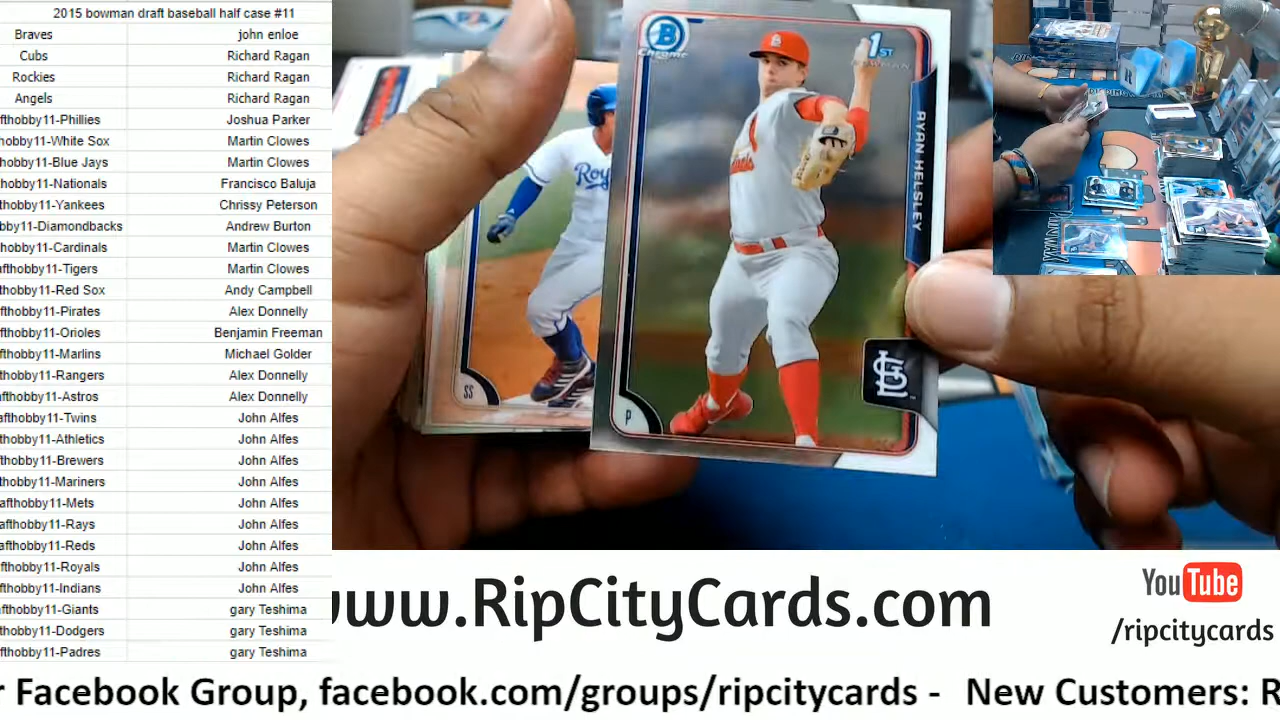 2015 bowman draft baseball half case #11
Braves john enloe
Cubs Richard Ragan
Rockies Richard Ragan
Angels Richard Ragan
fthobby11-Phillies Joshua Parker
hobby11-White Sox Martin Clowes
hobby11-Blue Jays Martin Clowes
thobby11-Nationals Francisco Baluja
thobby11-Yankees Chrissy Peterson
bby11-Diamondbacks Andrew Burton
hobby11-Cardinals Martin Clowes
afthobby11-Tigers Martin Clowes
thobby11-Red Sox Andy Campbell
fthobby11-Pirates Alex Donnelly
fthobby11-Orioles Benjamin Freeman
fthobby11-Marlins Michael Golder
fthobby11-Rangers Alex Donnelly
afthobby11-Astros Alex Donnelly
afthobby11-Twins John Alfes
fthobby11-Athletics John Alfes
fthobby11-Brewers John Alfes
thobby11-Mariners John Alfes
afthobby11-Mets John Alfes
afthobby11-Rays John Alfes
afthobby11-Reds John Alfes
fthobby11-Royals John Alfes
fthobby11-Indians John Alfes
fthobby11-Giants gary Teshima
thobby11-Dodgers gary Teshima
fthobby11-Padres gary Teshima
B
Chrome
1ST
BOWMAN
RYAN HELSLEY
STL
P
Roy
SS
www.RipCityCards.com
YouTube
/ripcitycards
r Facebook Group, facebook.com/groups/ripcitycards - New Customers: R